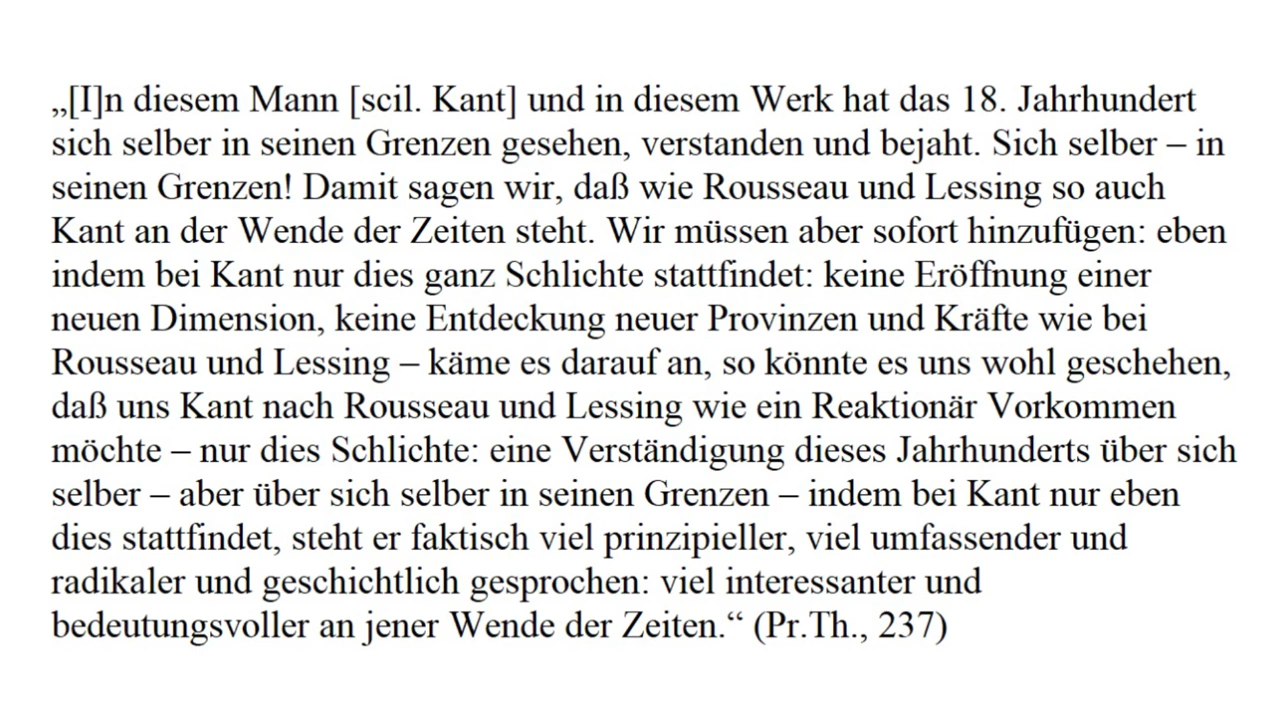 „[I]n diesem Mann [scil. Kant] und in diesem Werk hat das 18. Jahrhundert
sich selber in seinen Grenzen gesehen, verstanden und bejaht. Sich selber – in
seinen Grenzen! Damit sagen wir, daß wie Rousseau und Lessing so auch
Kant an der Wende der Zeiten steht. Wir müssen aber sofort hinzufügen: eben
indem bei Kant nur dies ganz Schlichte stattfindet: keine Eröffnung einer
neuen Dimension, keine Entdeckung neuer Provinzen und Kräfte wie bei
Rousseau und Lessing – käme es darauf an, so könnte es uns wohl geschehen,
daß uns Kant nach Rousseau und Lessing wie ein Reaktionär Vorkommen
möchte – nur dies Schlichte: eine Verständigung dieses Jahrhunderts über sich
selber – aber über sich selber in seinen Grenzen – indem bei Kant nur eben
dies stattfindet, steht er faktisch viel prinzipieller, viel umfassender und
radikaler und geschichtlich gesprochen: viel interessanter und
bedeutungsvoller an jener Wende der Zeiten.“ (Pr.Th., 237)